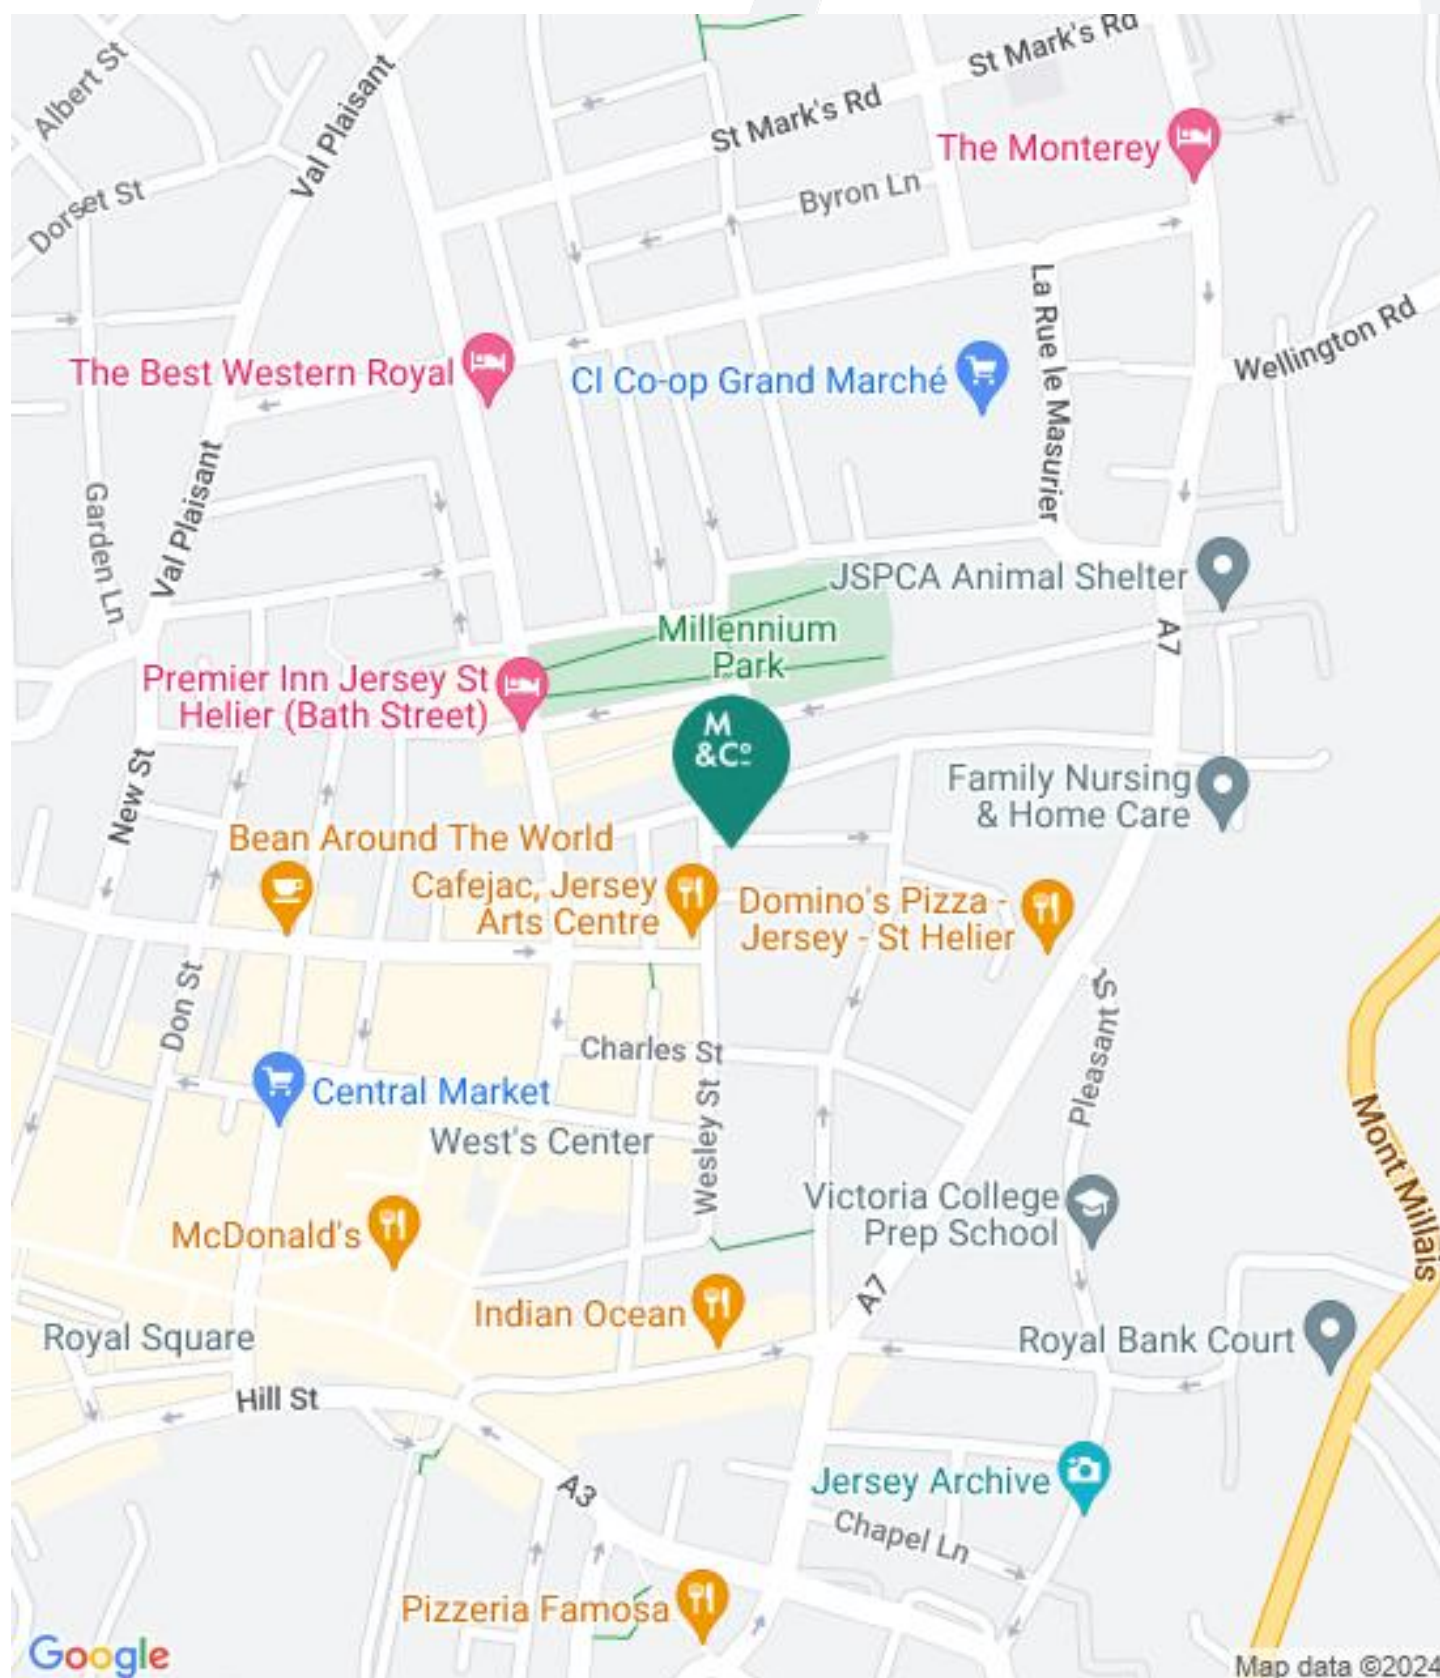 St Mark's Rd
Albert St
Val Plaisant
St Mark's Rd
The Monterey
Byron Ln
Dorset St
La Rue le Masurier
Wellington Rd
The Best Western Royal
CI Co-op Grand Marché
Val Plaisant
Garden Ln
JSPCA Animal Shelter
Millennium
Park
A7
Premier Inn Jersey St
Helier (Bath Street)
M
&Cº
New St
Family Nursing
& Home Care
Bean Around The World
Cafejac, Jersey
Arts Centre
Domino's Pizza -
Jersey - St Helier
Don St
Pleasant S
Charles St
Central Market
West's Center
Wesley St
Mont Millais
Victoria College
Prep School
McDonald's
A7
Indian Ocean
Royal Square
Royal Bank Court
Hill St
A3
Jersey Archive
Chapel Ln
Pizzeria Famosa
Google
Map data ©2024